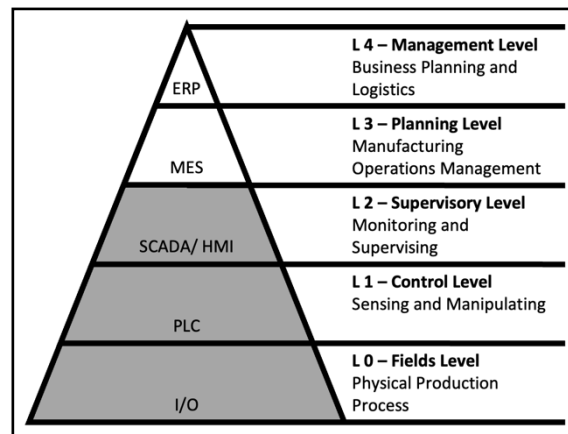 L 4 – Management Level
Business Planning and
Logistics
ERP
L 3 – Planning Level
Manufacturing
Operations Management
MES
L 2 – Supervisory Level
Monitoring and
Supervising
SCADA/ HMI
L 1 – Control Level
Sensing and Manipulating
PLC
L 0 – Fields Level
Physical Production
Process
I/O